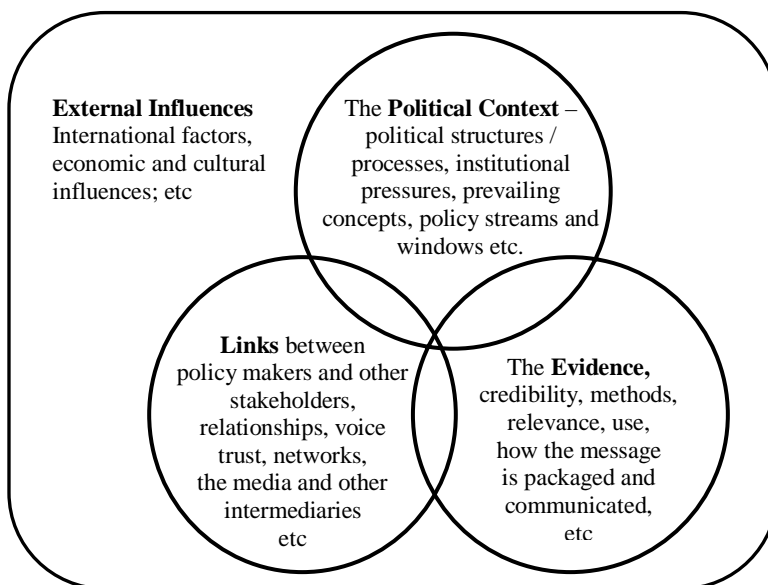 External Influences
International factors,
economic and cultural
influences; etc
The Political Context –
political structures /
processes, institutional
pressures, prevailing
concepts, policy streams and
windows etc.
Links between
policy makers and other
stakeholders,
relationships, voice
trust, networks,
the media and other
intermediaries
etc
The Evidence,
credibility, methods,
relevance, use,
how the message
is packaged and
communicated,
etc